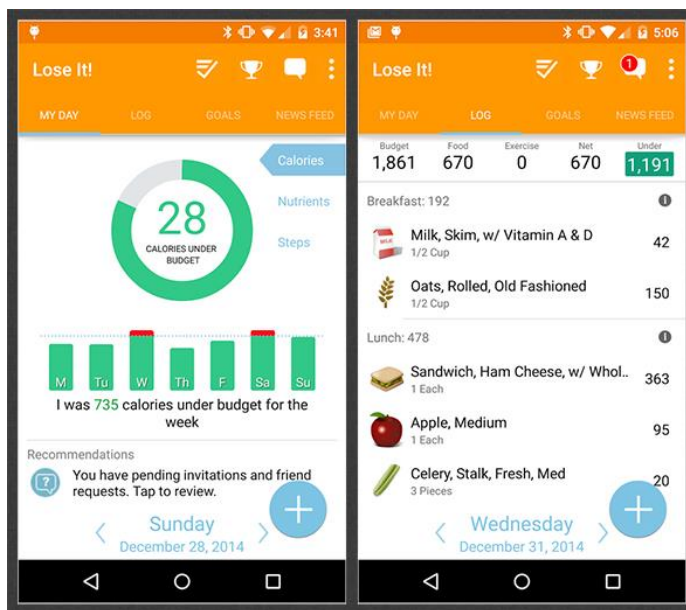 3:41
Lose It!
MY DAY
LOG
GOALS
NEWS FEED
Calories
28
CALORIES UNDER
BUDGET
Nutrients
Steps
M Tu W Th F Sa Su
I was 735 calories under budget for the
week
Recommendations
You have pending invitations and friend
requests. Tap to review.
Sunday
December 28, 2014
5:06
Lose It!
1
MY DAY
LOG
GOALS
NEWS FEED
Budget Food Exercise Net Under
1,861 670 0 670 1,191
Breakfast: 192
MILK
Milk, Skim, w/ Vitamin A & D
1/2 Cup
42
Oats, Rolled, Old Fashioned
1/2 Cup
150
Lunch: 478
Sandwich, Ham Cheese, w/ Whol..
1 Each
363
Apple, Medium
1 Each
95
Celery, Stalk, Fresh, Med
3 Pieces
20
Wednesday
December 31, 2014